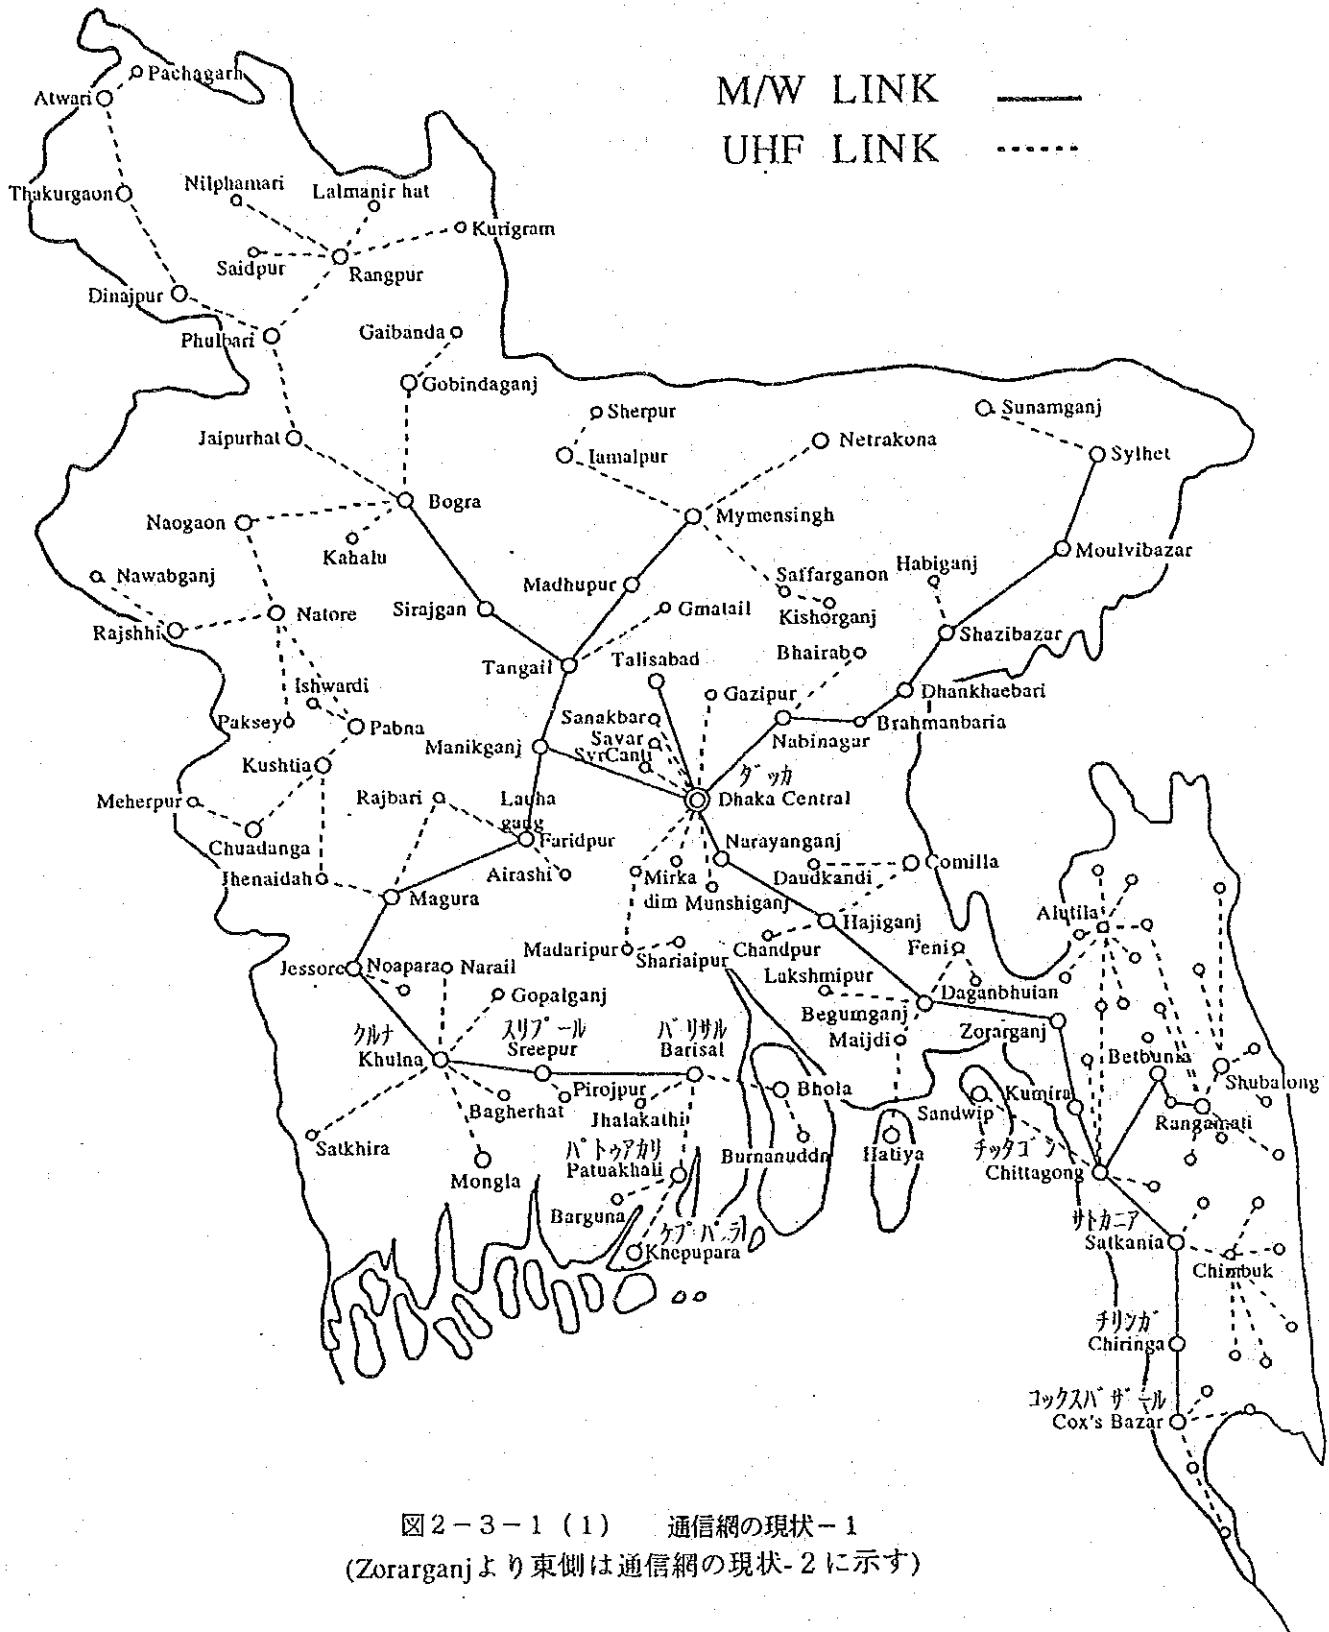 M/W LINK
UHF LINK
Pachagarh
Atwari
Thakurgaon
Nilphamari
Lalmanir hat
Kurigram
Saidpur
Rangpur
Dinajpur
Phulbari
Gaibanda
Gobindaganj
Sherpur
Sunamganj
Jaipurhat
Iamalpur
Netrakona
Sylhet
Bogra
Naogaon
Mymensingh
Kahalu
Moulvibazar
Nawabganj
Madhupur
Saffarganon
Habiganj
Sirajgan
Gmatail
Kishorganj
Natore
Rajshhi
Shazibazar
Tangail
Talisabad
Bhairab
Ishwardi
Gazipur
Dhankhaebari
Paksey
Pabna
Sanakbar
Brahmanbaria
Manikganj
Savar
Nabinagar
SvrCant
Kushtia
ダッカ
Meherpur
Rajbari
Lauha
gang
Dhaka Central
Chuadanga
Faridpur
Narayanganj
Jhenaidah
Airashi
Mirka
dim
Daudkandi
Comilla
Magura
Munshiganj
Hajiganj
Alutila
Madaripur
Shariaipur
Chandpur
Feni
Jessore
Noapara
Narail
Lakshmipur
Daganbhuian
Gopalganj
Begumganj
クルナ
スリプール
バリサル
Maijdi
Zorarganj
Khulna
Sreepur
Barisal
Betbunia
Pirojpur
Bhola
Kumira
Shubalong
Bagherhat
Jhalakathi
Sandwip
Rangamati
Satkhira
パトゥアカリ
チッタゴン
Mongla
Patuakhali
Burnanuddn
Hatiya
Chittagong
Barguna
サトカニア
ケプパラ
Satkania
Khepupara
Chimbuk
チリンガ
Chiringa
コックスバザール
Cox's Bazar
図2-3-1(1) 通信網の現状-1
(Zorarganjより東側は通信網の現状-2に示す)